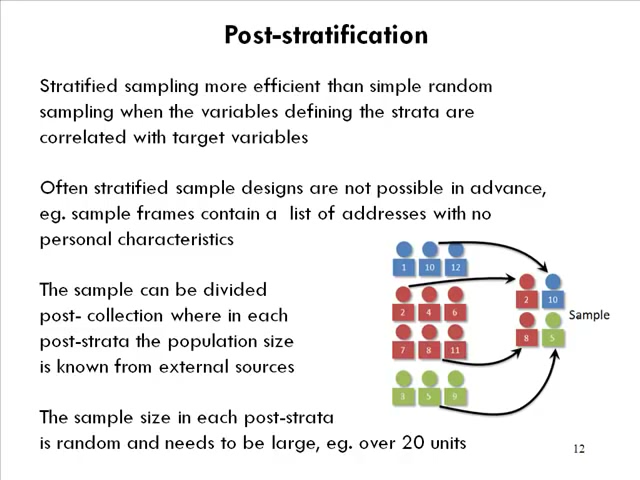 Post-stratification
Stratified sampling more efficient than simple random
sampling when the variables defining the strata are
correlated with target variables
Often stratified sample designs are not possible in advance,
eg. sample frames contain a list of addresses with no
personal characteristics
The sample can be divided
post- collection where in each
post-strata the population size
is known from external sources
The sample size in each post-strata
is random and needs to be large, eg. over 20 units
1 10 12
2 4 6
7 8 11
3 5 9
2 10
8 5
Sample
12